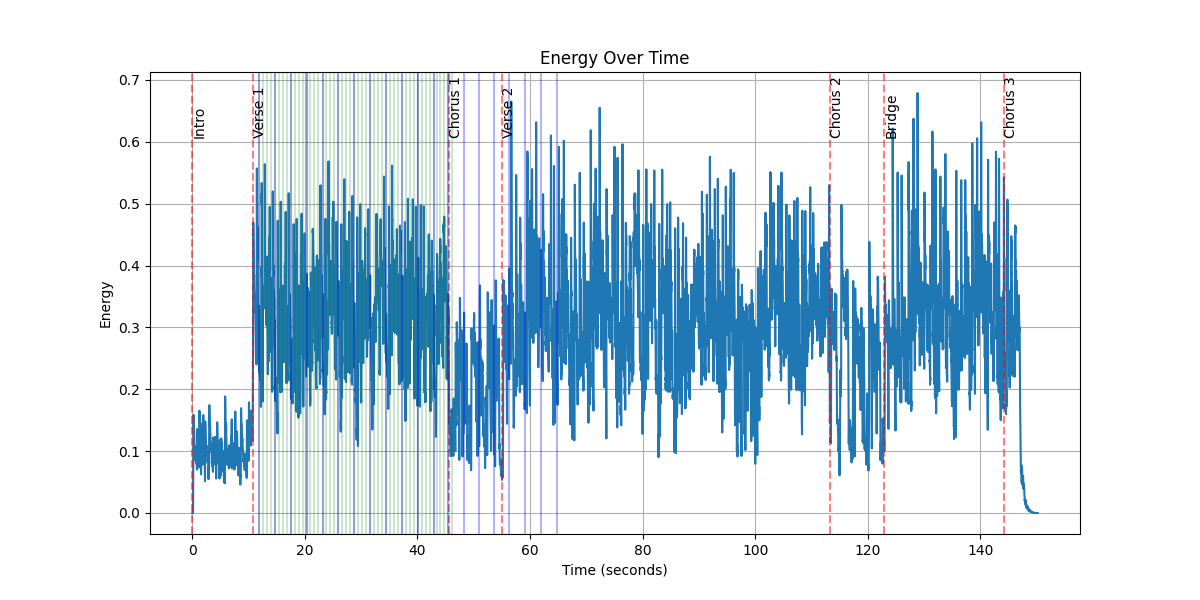 Energy Over Time
0.7
0.6
0.5
0.4
0.3
0.2
0.1
0.0
Energy
Intro
Verse 1
Chorus 1
Verse 2
Chorus 2
Bridge
Chorus 3
0 20 40 60 80 100 120 140
Time (seconds)